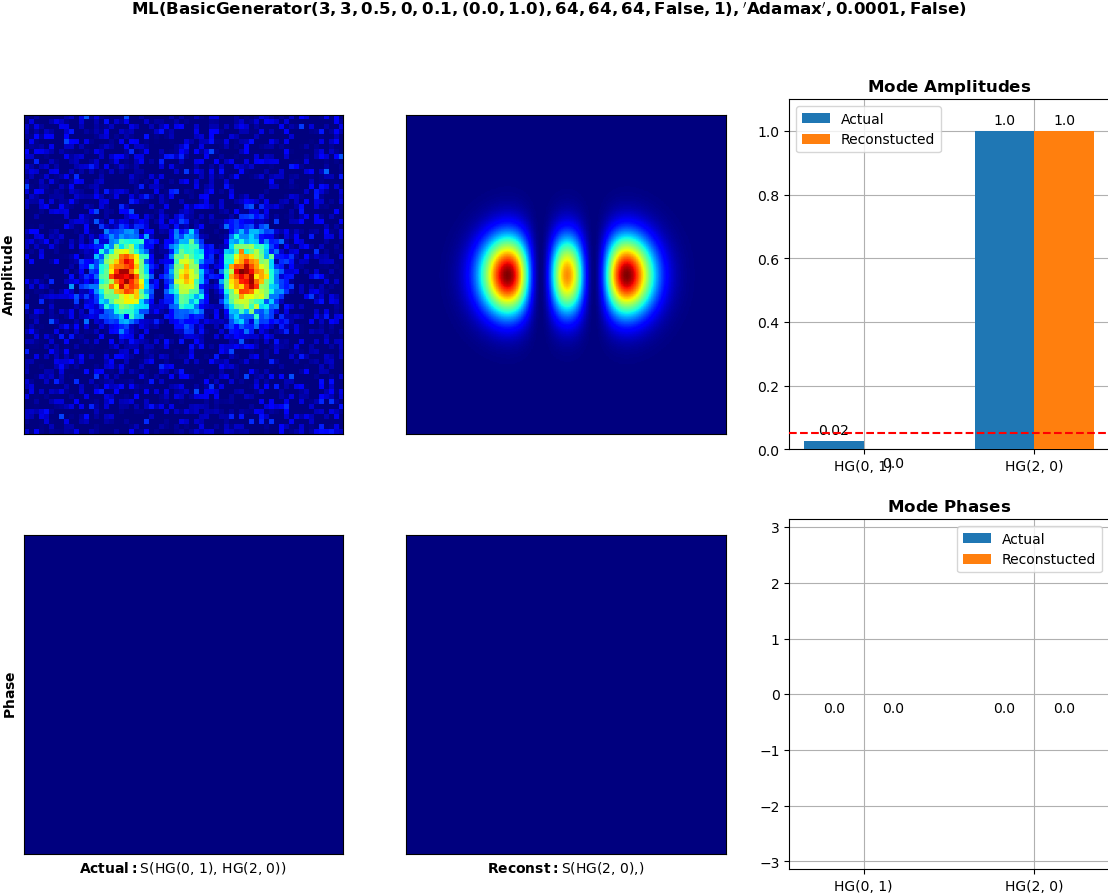 ML(BasicGenerator(3, 3, 0.5, 0, 0.1, (0.0, 1.0), 64, 64, 64, False, 1), ′Adamax′, 0.0001, False)
Amplitude
Mode Amplitudes
Actual
Reconstucted
1.0
0.8
0.6
0.4
0.2
0.0
1.0
1.0
0.02
0.0
HG(0, 1)
HG(2, 0)
Phase
Actual: S(HG(0, 1), HG(2, 0))
Reconst: S(HG(2, 0),)
Mode Phases
Actual
Reconstucted
3
2
1
0
−1
−2
−3
0.0
0.0
0.0
0.0
HG(0, 1)
HG(2, 0)